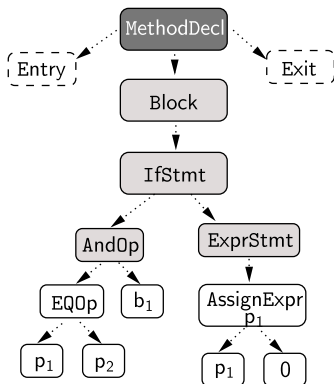 MethodDecl
Entry
Exit
Block
IfStmt
AndOp
ExprStmt
EQOp
b₁
AssignExpr
p₁
p₁
p₂
p₁
0